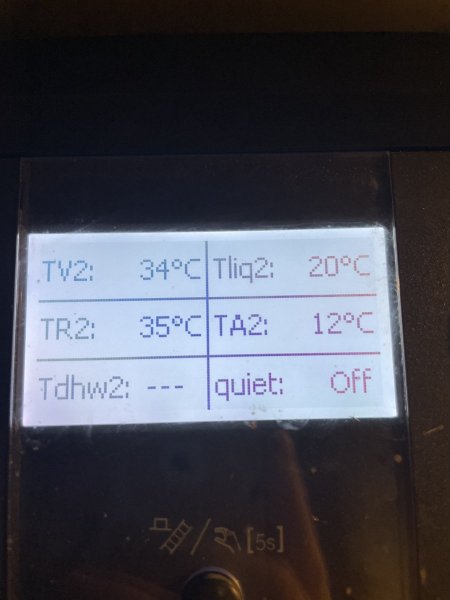 TV2: 34°C Tliq2: 20°C
TR2: 35°C TA2: 12°C
Tdhw2: --- quiet: Off
[5s]